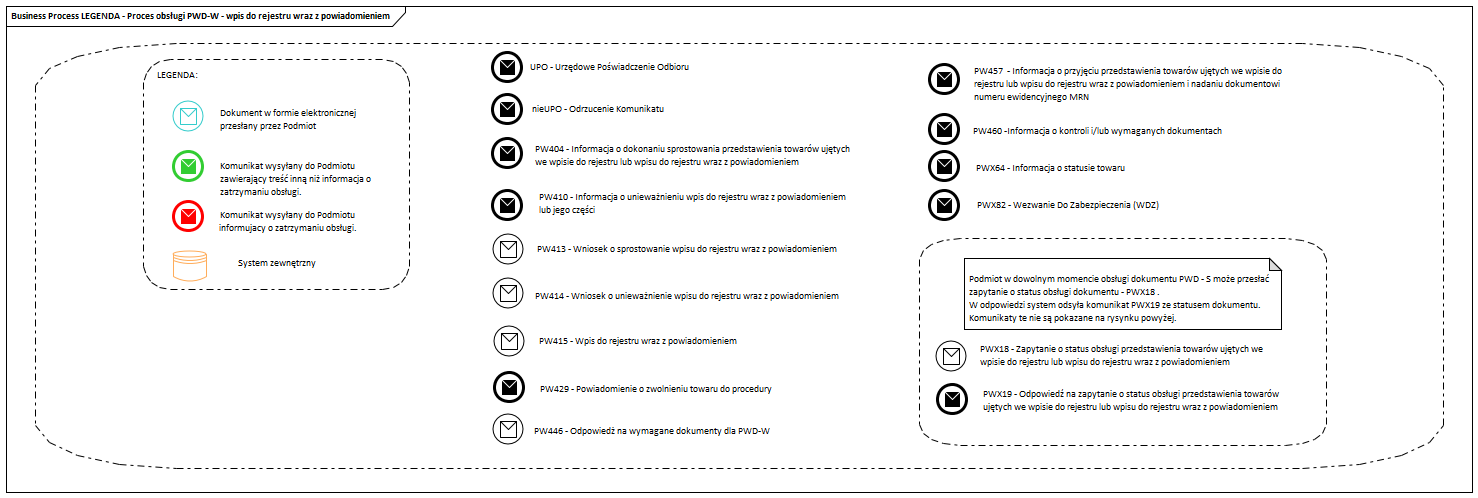 Business Process LEGENDA - Proces obsługi PWD-W - wpis do rejestru wraz z powiadomieniem
LEGENDA:
Dokument w formie elektronicznej
przesłany przez Podmiot
Komunikat wysyłany do Podmiotu
zawierający treść inną niż informacja o
zatrzymaniu obsługi.
Komunikat wysyłany do Podmiotu
informujacy o zatrzymaniu obsługi.
System zewnętrzny
UPO - Urzędowe Poświadczenie Odbioru
nieUPO - Odrzucenie Komunikatu
PW404 - Informacja o dokonaniu sprostowania przedstawienia towarów ujętych
we wpisie do rejestru lub wpisu do rejestru wraz z powiadomieniem
PW410 - Informacja o unieważnieniu wpis do rejestru wraz z powiadomieniem
lub jego części
PW413 - Wniosek o sprostowanie wpisu do rejestru wraz z powiadomieniem
PW414 - Wniosek o unieważnienie wpisu do rejestru wraz z powiadomieniem
PW415 - Wpis do rejestru wraz z powiadomieniem
PW429 - Powiadomienie o zwolnieniu towaru do procedury
PW446 - Odpowiedź na wymagane dokumenty dla PWD-W
PW457 - Informacja o przyjęciu przedstawienia towarów ujętych we wpisie do
rejestru lub wpisu do rejestru wraz z powiadomieniem i nadaniu dokumentowi
numeru ewidencyjnego MRN
PW460 -Informacja o kontroli i/lub wymaganych dokumentach
PWX64 - Informacja o statusie towaru
PWX82 - Wezwanie Do Zabezpieczenia (WDZ)
Podmiot w dowolnym momencie obsługi dokumentu PWD - S może przesłać
zapytanie o status obsługi dokumentu - PWX18 .
W odpowiedzi system odsyła komunikat PWX19 ze statusem dokumentu.
Komunikaty te nie są pokazane na rysynku powyżej.
PWX18 - Zapytanie o status obsługi przedstawienia towarów ujętych we
wpisie do rejestru lub wpisu do rejestru wraz z powiadomieniem
PWX19 - Odpowiedź na zapytanie o status obsługi przedstawienia towarów
ujętych we wpisie do rejestru lub wpisu do rejestru wraz z powiadomieniem